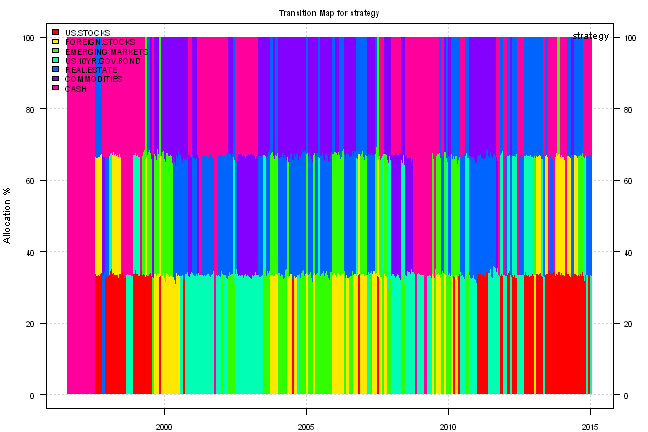 Transition Map for strategy
strategy
US.STOCKS
FOREIGN.STOCKS
EMERGING.MARKETS
US.10YR.GOV.BOND
REAL.ESTATE
COMMODITIES
CASH
Allocation %
100 100
80 80
60 60
40 40
20 20
0 0
2000 2005 2010 2015